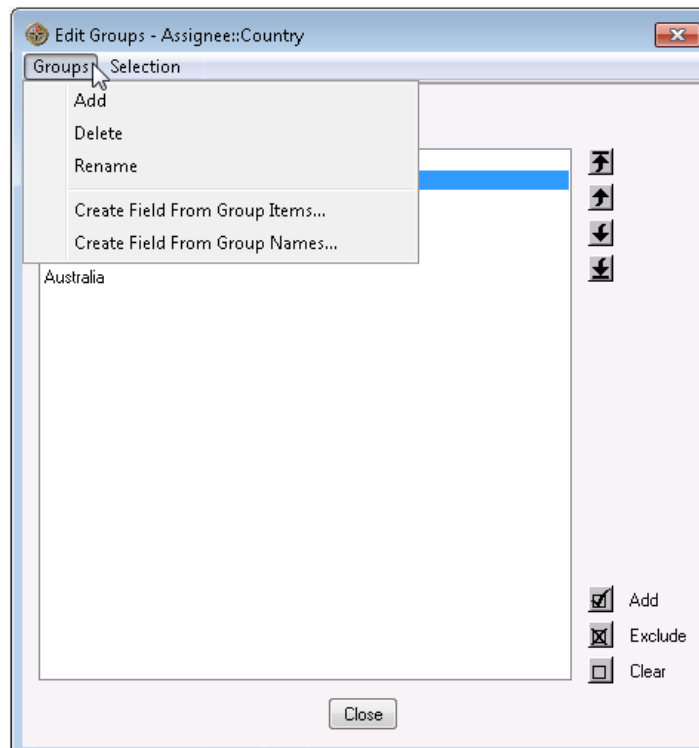 Edit Groups - Assignee::Country
Groups Selection
Add
Delete
Rename
Create Field From Group Items...
Create Field From Group Names...
Australia
Add
Exclude
Clear
Close